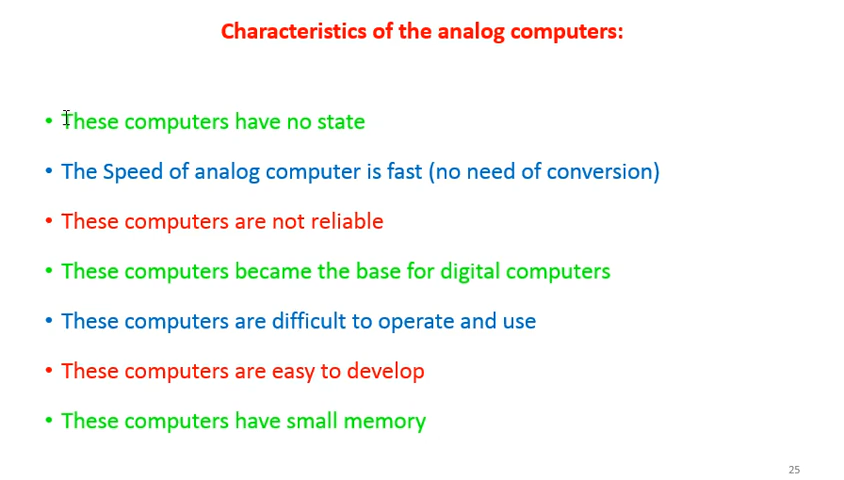 Characteristics of the analog computers:
• These computers have no state
• The Speed of analog computer is fast (no need of conversion)
• These computers are not reliable
• These computers became the base for digital computers
• These computers are difficult to operate and use
• These computers are easy to develop
• These computers have small memory
25